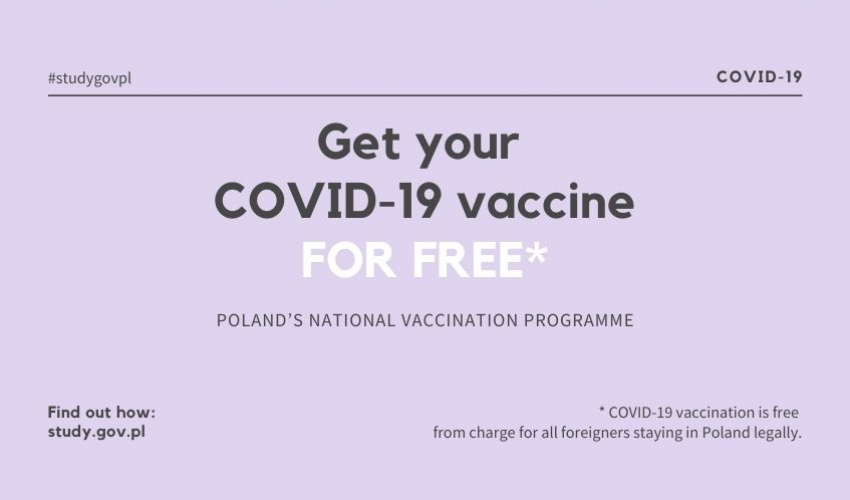 #studygovpl
COVID-19
Get your
COVID-19 vaccine
FOR FREE*
POLAND’S NATIONAL VACCINATION PROGRAMME
Find out how:
study.gov.pl
* COVID-19 vaccination is free
from charge for all foreigners staying in Poland legally.